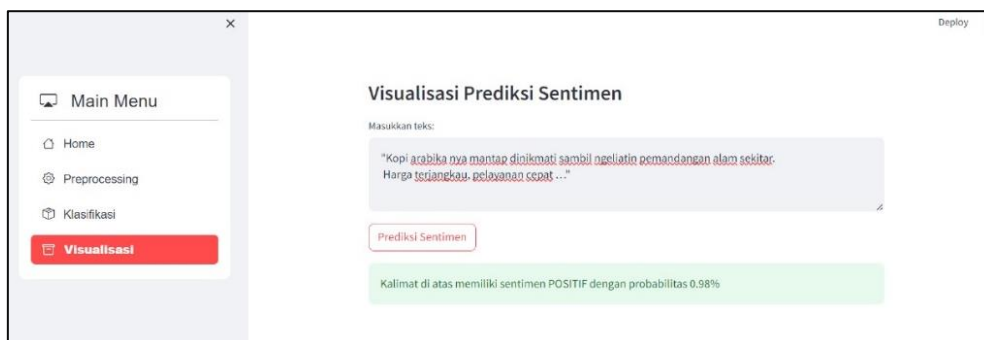 Deploy
Main Menu
Home
Preprocessing
Klasifikasi
Visualisasi
Visualisasi Prediksi Sentimen
Masukkan teks:
"Kopi arabika nya mantap dinikmati sambil ngeliatin pemandangan alam sekitar.
Harga terjangkau, pelayanan cepat ..."
Prediksi Sentimen
Kalimat di atas memiliki sentimen POSITIF dengan probabilitas 0.98%